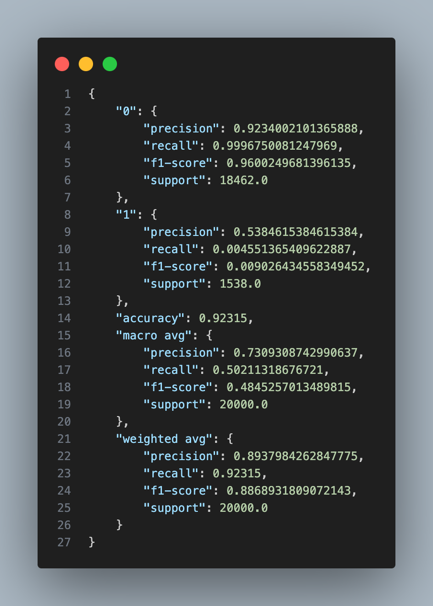 1 {
2     "0": {
3         "precision": 0.9234002101365888,
4         "recall": 0.9996750081247969,
5         "f1-score": 0.9600249681396135,
6         "support": 18462.0
7     },
8     "1": {
9         "precision": 0.5384615384615384,
10         "recall": 0.004551365409622887,
11         "f1-score": 0.009026434558349452,
12         "support": 1538.0
13     },
14     "accuracy": 0.92315,
15     "macro avg": {
16         "precision": 0.7309308742990637,
17         "recall": 0.50211318676721,
18         "f1-score": 0.4845257013489815,
19         "support": 20000.0
20     },
21     "weighted avg": {
22         "precision": 0.8937984262847775,
23         "recall": 0.92315,
24         "f1-score": 0.8868931809072143,
25         "support": 20000.0
26     }
27 }